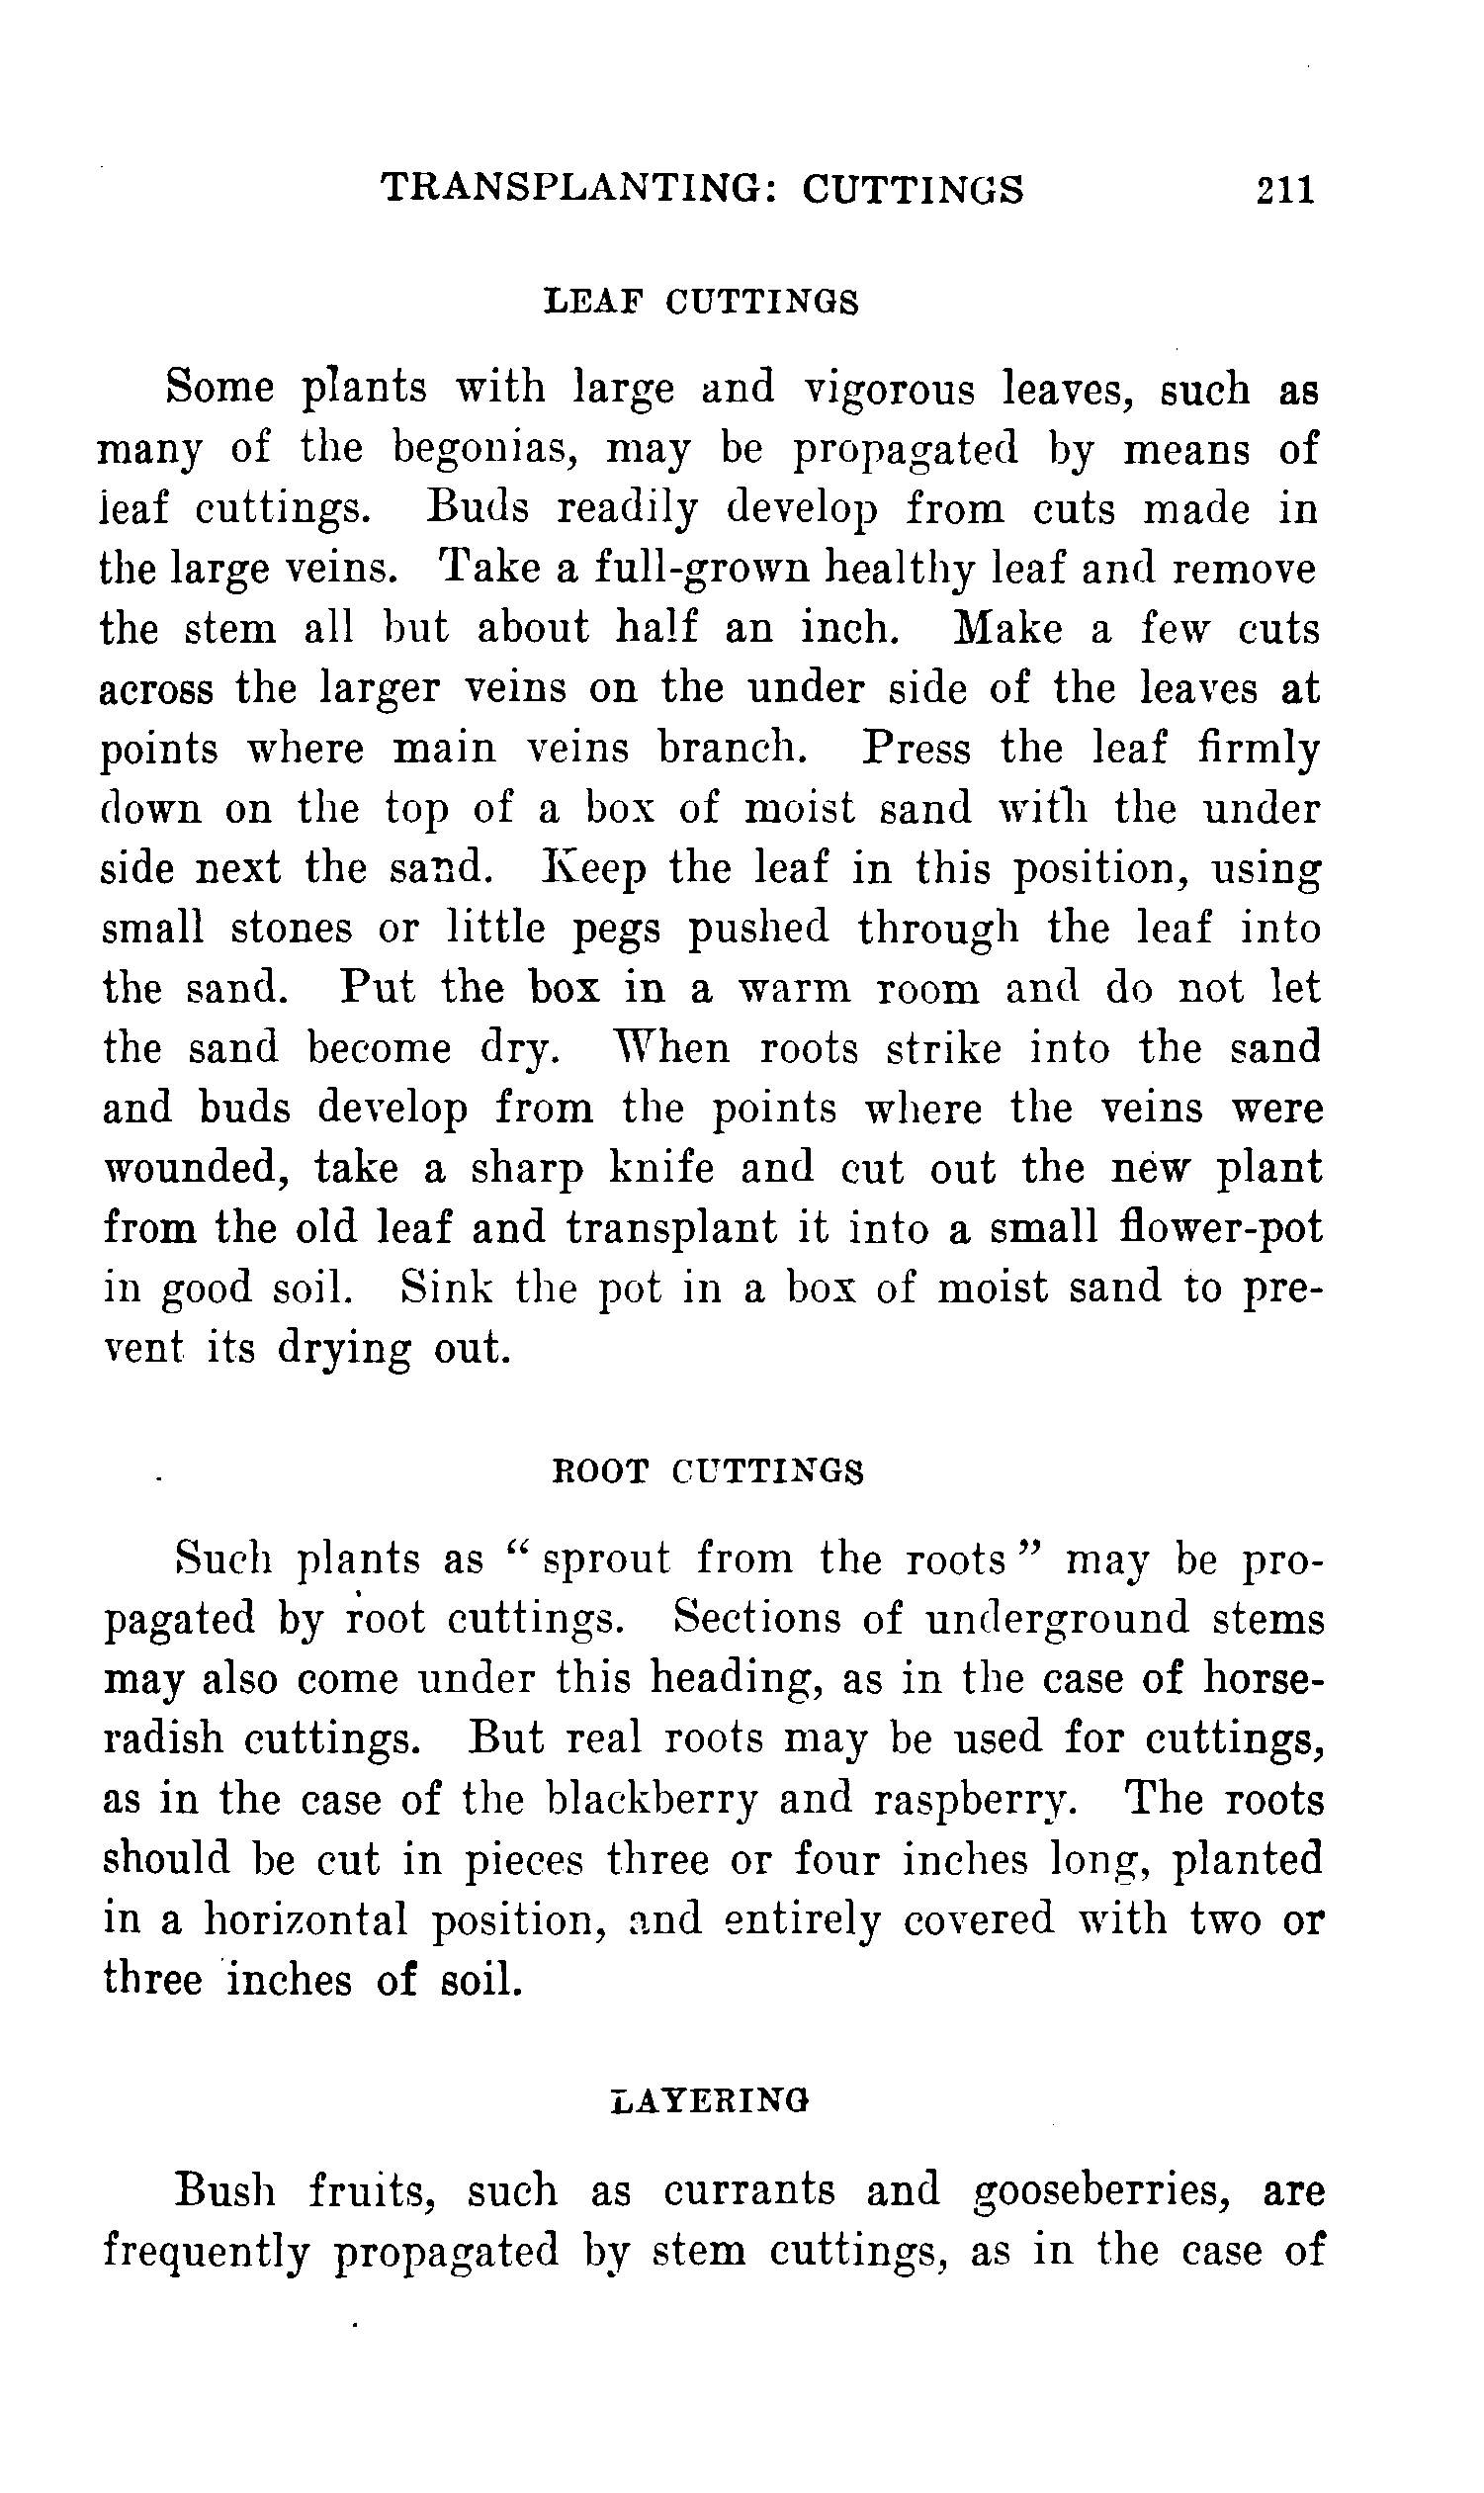 TRANSPLANTING: CUTTINGS 211
LEAF CUTTINGS
Some plants with large and vigorous leaves, such as
many of the begonias, may be propagated by means of
leaf cuttings. Buds readily develop from cuts made in
the large veins. Take a full-grown healthy leaf and remove
the stem all but about half an inch. Make a few cuts
across the larger veins on the under side of the leaves at
points where main veins branch. Press the leaf firmly
down on the top of a box of moist sand with the under
side next the sand. Keep the leaf in this position, using
small stones or little pegs pushed through the leaf into
the sand. Put the box in a warm room and do not let
the sand become dry. When roots strike into the sand
and buds develop from the points where the veins were
wounded, take a sharp knife and cut out the new plant
from the old leaf and transplant it into a small flower-pot
in good soil. Sink the pot in a box of moist sand to pre-
vent its drying out.
ROOT CUTTINGS
Such plants as " sprout from the roots " may be pro-
pagated by root cuttings. Sections of underground stems
may also come under this heading, as in the case of horse-
radish cuttings. But real roots may be used for cuttings,
as in the case of the blackberry and raspberry. The roots
should be cut in pieces three or four inches long, planted
in a horizontal position, and entirely covered with two or
three inches of soil.
LAYERING
Bush fruits, such as currants and gooseberries, are
frequently propagated by stem cuttings, as in the case of